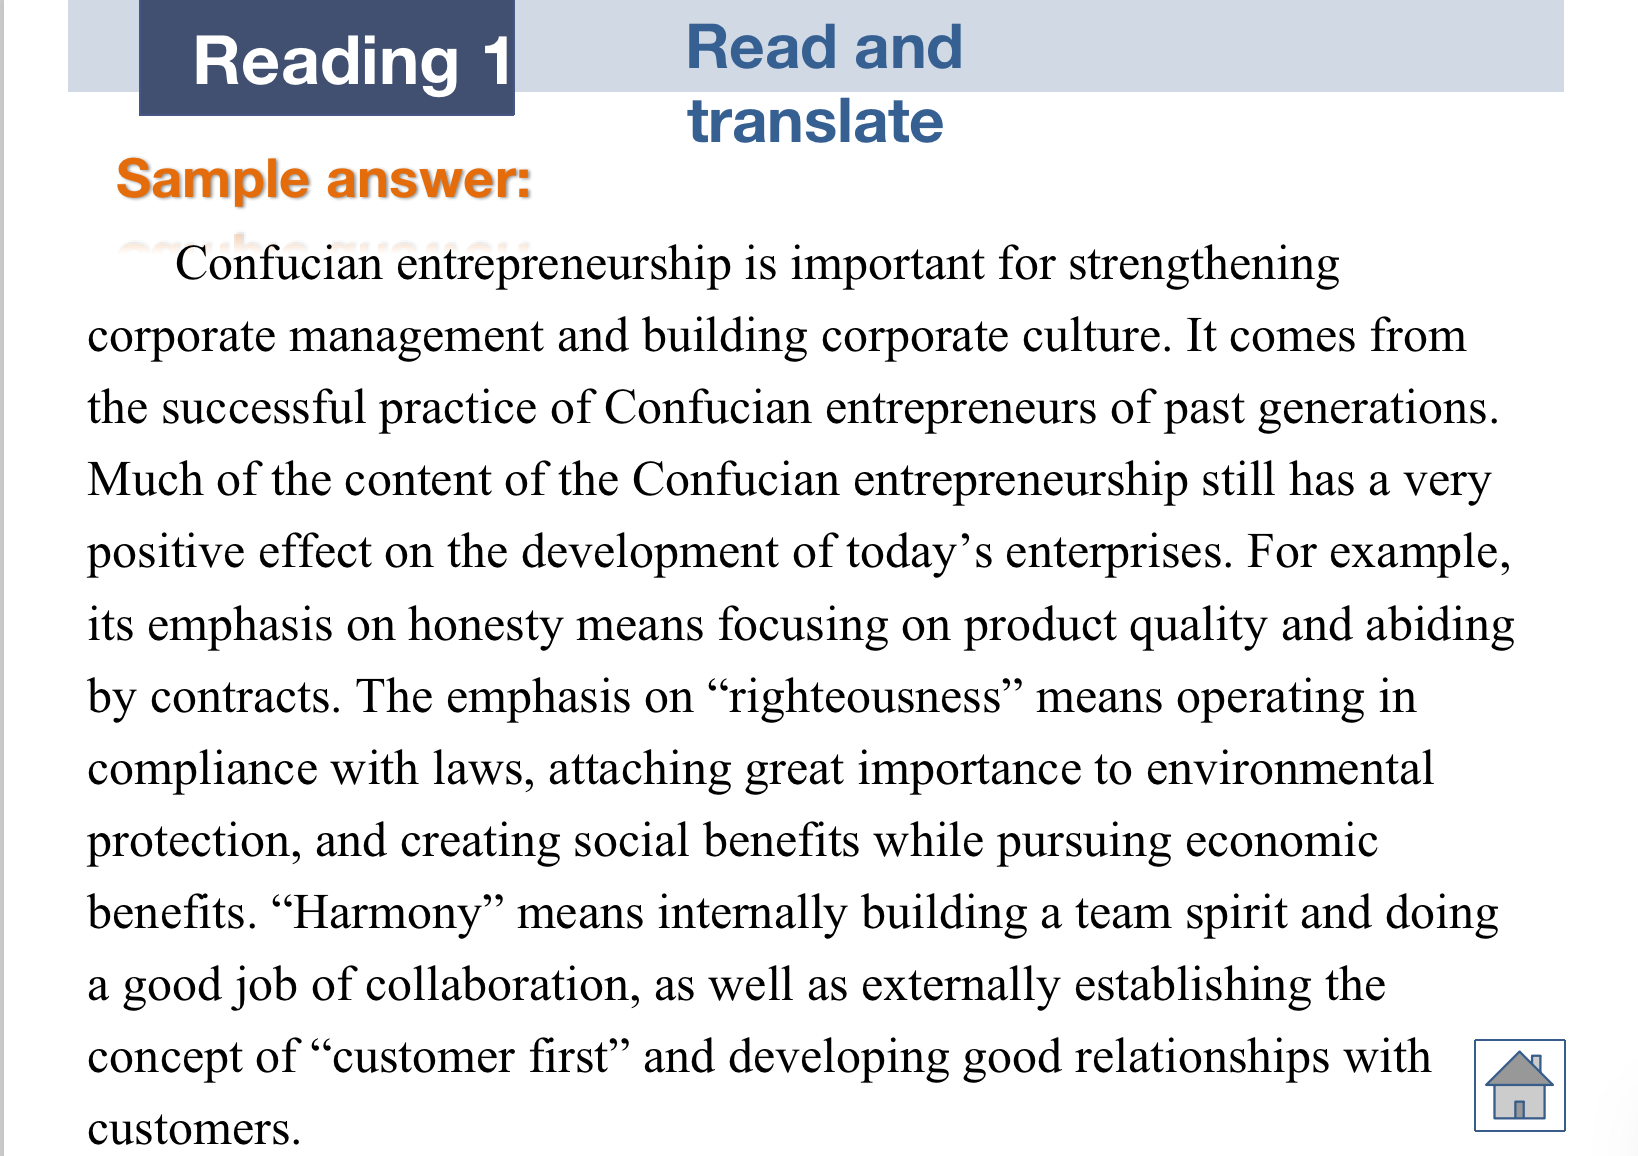 Reading 1
Read and
translate
Sample answer:
Confucian entrepreneurship is important for strengthening
corporate management and building corporate culture. It comes from
the successful practice of Confucian entrepreneurs of past generations.
Much of the content of the Confucian entrepreneurship still has a very
positive effect on the development of today’s enterprises. For example,
its emphasis on honesty means focusing on product quality and abiding
by contracts. The emphasis on “righteousness” means operating in
compliance with laws, attaching great importance to environmental
protection, and creating social benefits while pursuing economic
benefits. “Harmony” means internally building a team spirit and doing
a good job of collaboration, as well as externally establishing the
concept of “customer first” and developing good relationships with
customers.